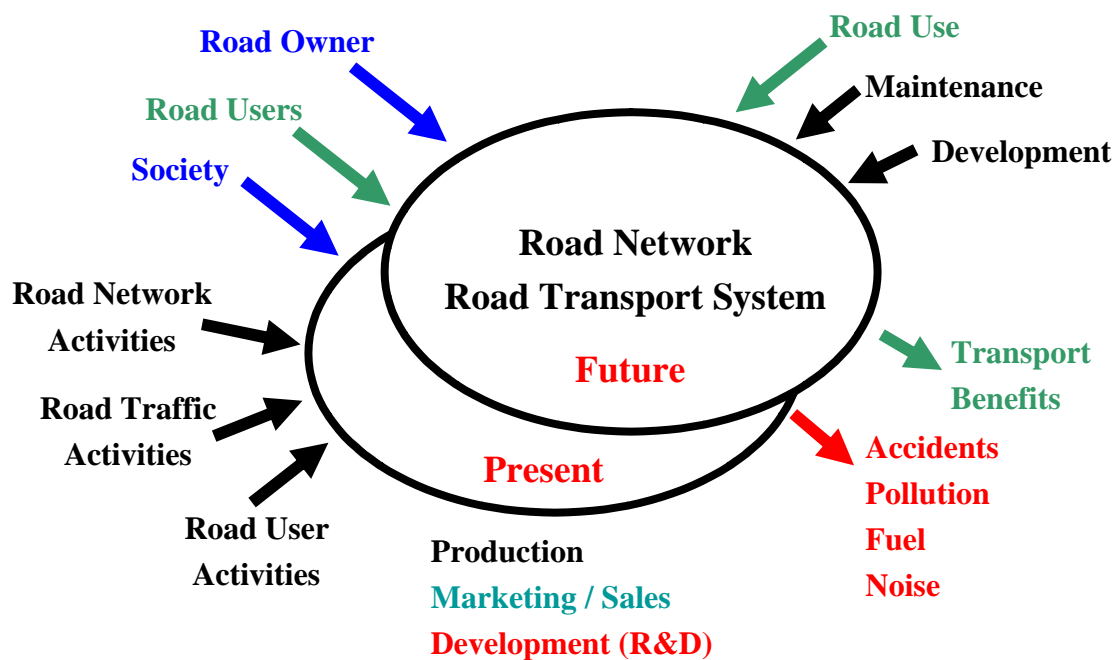 Road Owner
Road Users
Society
Road Use
Maintenance
Development
Road Network
Road Transport System
Future
Present
Road Network
Activities
Road Traffic
Activities
Road User
Activities
Transport
Benefits
Accidents
Pollution
Fuel
Noise
Production
Marketing / Sales
Development (R&D)